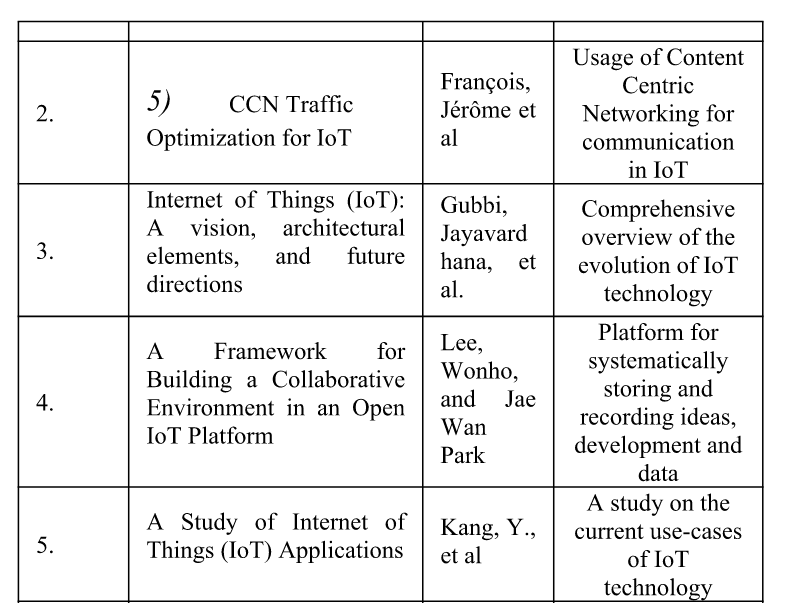 2.
5) CCN Traffic
Optimization for IoT
François,
Jérôme et
al
Usage of Content
Centric
Networking for
communication
in IoT
3.
Internet of Things (IoT):
A vision, architectural
elements, and future
directions
Gubbi,
Jayavard
hana, et
al.
Comprehensive
overview of the
evolution of IoT
technology
4.
A Framework for
Building a Collaborative
Environment in an Open
IoT Platform
Lee,
Wonho,
and Jae
Wan
Park
Platform for
systematically
storing and
recording ideas,
development and
data
5.
A Study of Internet of
Things (IoT) Applications
Kang, Y.,
et al
A study on the
current use-cases
of IoT
technology